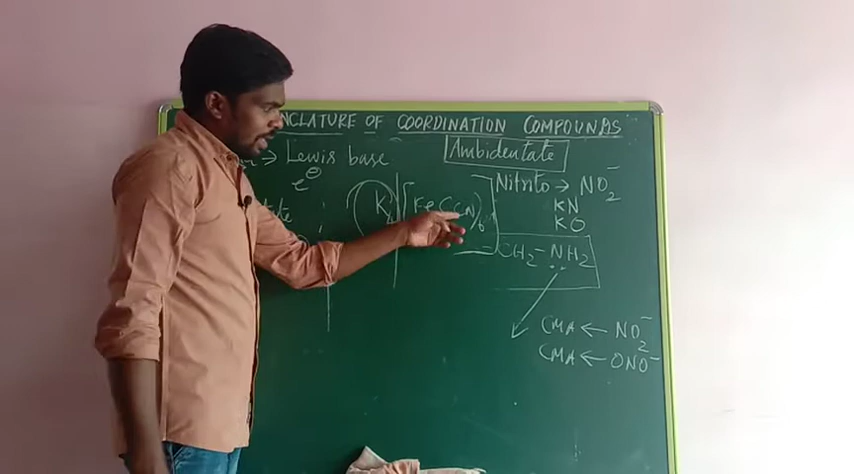 NCLATURE OF COORDINATION COMPOUNDS
→ Lewis base
Ambidentate
e⊖
Nitrito → NO₂⁻
KN
KO
K₄[Fe(CN)₆]
CH₂-NH₂
CMA ← NO₂⁻
CMA ← ONO⁻